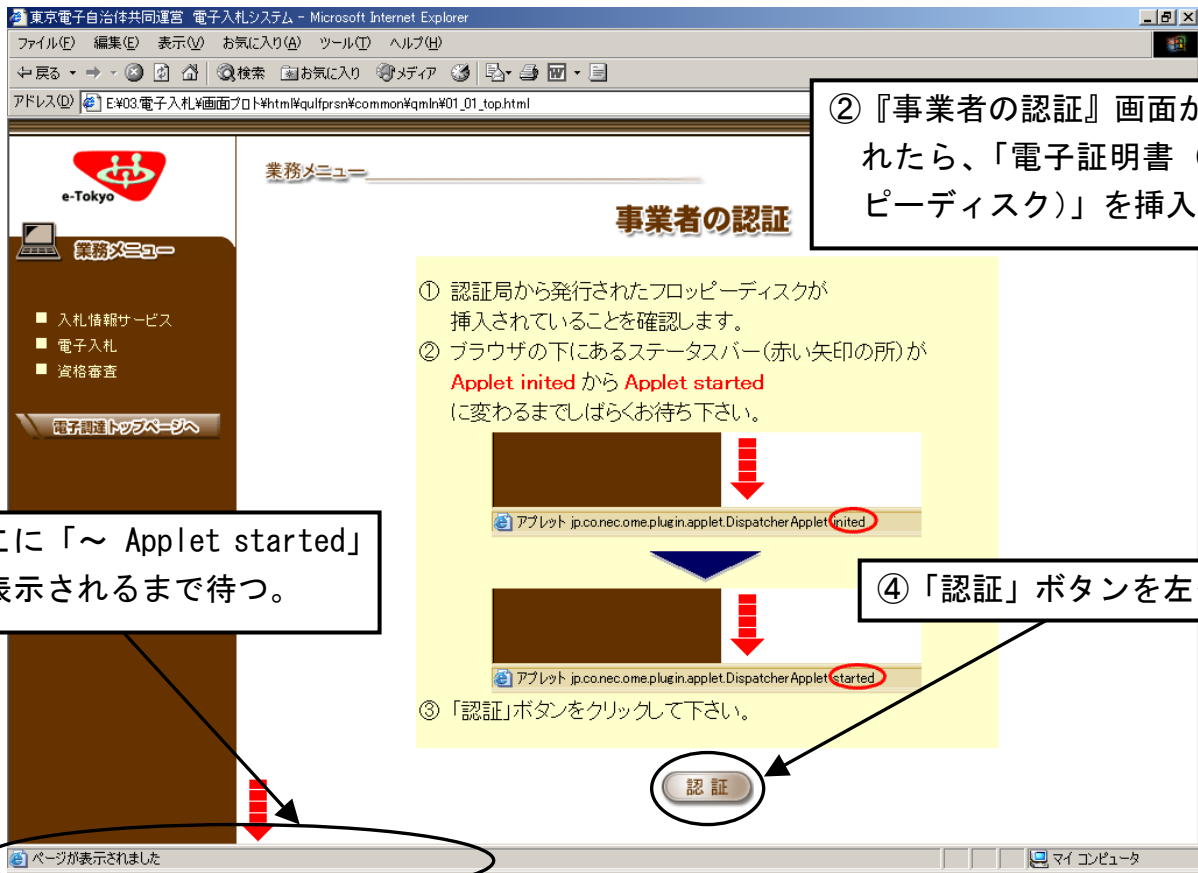 東京電子自治体共同運営 電子入札システム - Microsoft Internet Explorer
ファイル(F) 編集(E) 表示(V) お気に入り(A) ツール(T) ヘルプ(H)
戻る 検索 お気に入り メディア
アドレス(D) E:¥03.電子入札¥画面プロト¥html¥qulfprsn¥common¥qmln¥01_01_top.html
②『事業者の認証』画面が
れたら、「電子証明書（
ピーディスク）」を挿入
e-Tokyo
業務メニュー
入札情報サービス
電子入札
資格審査
電子調達トップページへ
業務メニュー
事業者の認証
① 認証局から発行されたフロッピーディスクが
挿入されていることを確認します。
② ブラウザの下にあるステータスバー(赤い矢印の所)が
Applet inited から Applet started
に変わるまでしばらくお待ち下さい。
アプレット jp.co.nec.ome.plugin.applet.DispatcherApplet inited
アプレット jp.co.nec.ome.plugin.applet.DispatcherApplet started
③ 「認証」ボタンをクリックして下さい。
こに「～ Applet started」
表示されるまで待つ。
④「認証」ボタンを左
認 証
ページが表示されました
マイ コンピュータ